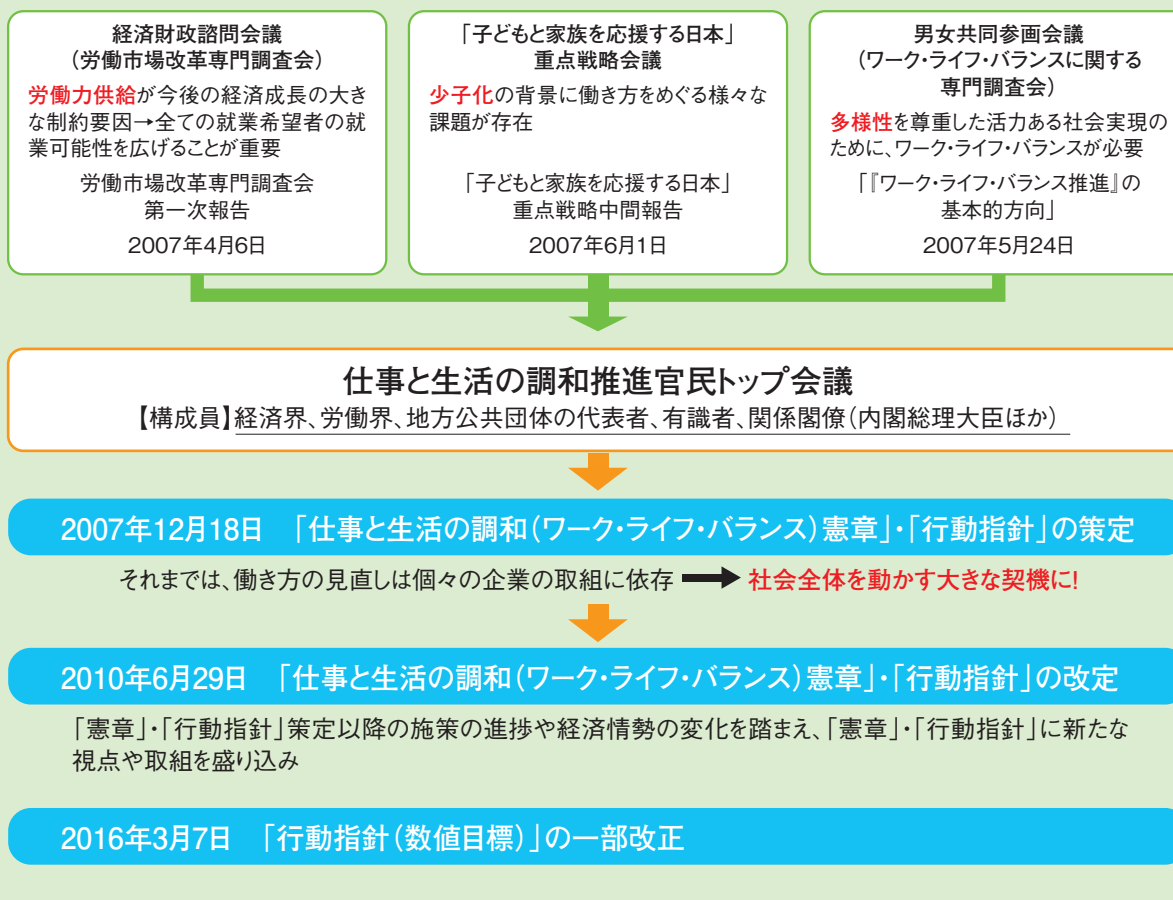 経済財政諮問会議
（労働市場改革専門調査会）
労働力供給が今後の経済成長の大き
な制約要因→全ての就業希望者の就
業可能性を広げることが重要
労働市場改革専門調査会
第一次報告
2007年4月6日
「子どもと家族を応援する日本」
重点戦略会議
少子化の背景に働き方をめぐる様々な
課題が存在
「子どもと家族を応援する日本」
重点戦略中間報告
2007年6月1日
男女共同参画会議
（ワーク・ライフ・バランスに関する
専門調査会）
多様性を尊重した活力ある社会実現の
ために、ワーク・ライフ・バランスが必要
「『ワーク・ライフ・バランス推進』の
基本的方向」
2007年5月24日
仕事と生活の調和推進官民トップ会議
【構成員】経済界、労働界、地方公共団体の代表者、有識者、関係閣僚（内閣総理大臣ほか）
2007年12月18日　「仕事と生活の調和（ワーク・ライフ・バランス）憲章」・「行動指針」の策定
それまでは、働き方の見直しは個々の企業の取組に依存 ➡ 社会全体を動かす大きな契機に!
2010年6月29日　「仕事と生活の調和（ワーク・ライフ・バランス）憲章」・「行動指針」の改定
「憲章」・「行動指針」策定以降の施策の進捗や経済情勢の変化を踏まえ、「憲章」・「行動指針」に新たな
視点や取組を盛り込み
2016年3月7日　「行動指針（数値目標）」の一部改正